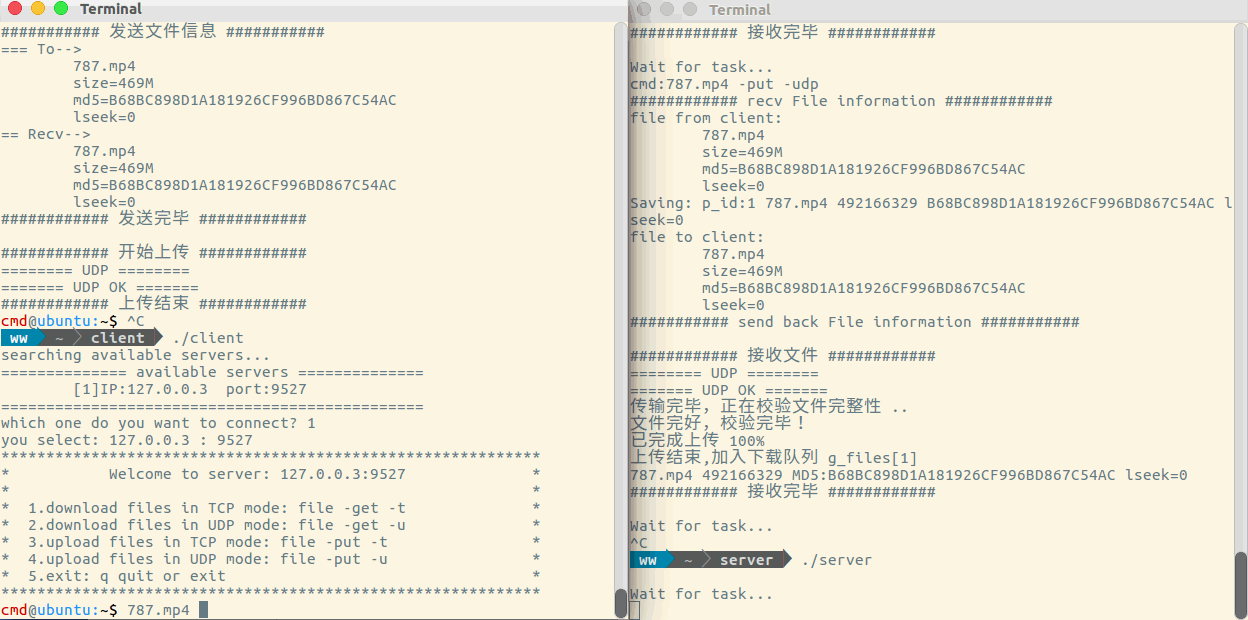 Terminal
########### 发送文件信息 ###########
=== To-->
787.mp4
size=469M
md5=B68BC898D1A181926CF996BD867C54AC
lseek=0
== Recv-->
787.mp4
size=469M
md5=B68BC898D1A181926CF996BD867C54AC
lseek=0
############ 发送完毕 ############
############ 开始上传 ############
======== UDP ========
======= UDP OK =======
############ 上传结束 ############
cmd@ubuntu:~$ ^C
ww ~ client ./client
searching available servers...
============== available servers ==============
[1]IP:127.0.0.3  port:9527
===============================================
which one do you want to connect? 1
you select: 127.0.0.3 : 9527
************************************************************
*           Welcome to server: 127.0.0.3:9527              *
*                                                          *
*  1.download files in TCP mode: file -get -t              *
*  2.download files in UDP mode: file -get -u              *
*  3.upload files in TCP mode: file -put -t                *
*  4.upload files in UDP mode: file -put -u                *
*  5.exit: q quit or exit                                  *
************************************************************
cmd@ubuntu:~$ 787.mp4
Terminal
############ 接收完毕 ############
Wait for task...
cmd:787.mp4 -put -udp
############ recv File information ############
file from client:
787.mp4
size=469M
md5=B68BC898D1A181926CF996BD867C54AC
lseek=0
Saving: p_id:1 787.mp4 492166329 B68BC898D1A181926CF996BD867C54AC l
seek=0
file to client:
787.mp4
size=469M
md5=B68BC898D1A181926CF996BD867C54AC
lseek=0
########### send back File information ###########
############ 接收文件 ############
======== UDP ========
======= UDP OK =======
传输完毕，正在校验文件完整性 ..
文件完好，校验完毕！
已完成上传 100%
上传结束,加入下载队列 g_files[1]
787.mp4 492166329 MD5:B68BC898D1A181926CF996BD867C54AC lseek=0
############ 接收完毕 ############
Wait for task...
^C
ww ~ server ./server
Wait for task...